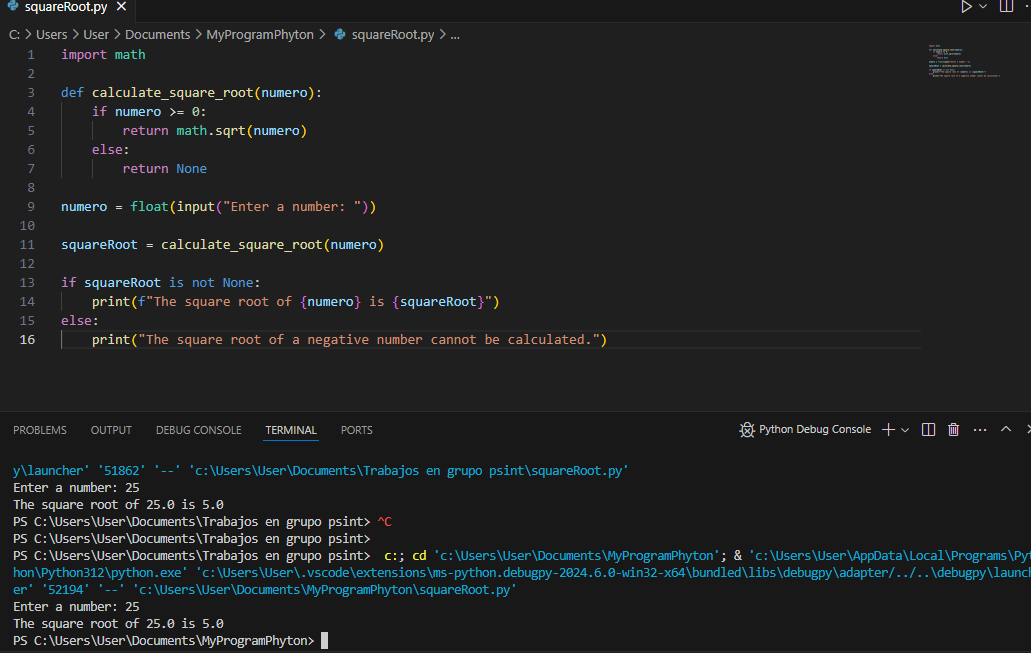 squareRoot.py
C: > Users > User > Documents > MyProgramPhyton > squareRoot.py > ...
1 import math
2
3 def calculate_square_root(numero):
4 if numero >= 0:
5 return math.sqrt(numero)
6 else:
7 return None
8
9 numero = float(input("Enter a number: "))
10
11 squareRoot = calculate_square_root(numero)
12
13 if squareRoot is not None:
14 print(f"The square root of {numero} is {squareRoot}")
15 else:
16 print("The square root of a negative number cannot be calculated.")
PROBLEMS OUTPUT DEBUG CONSOLE TERMINAL PORTS Python Debug Console
y\launcher' '51862' '--' 'c:\Users\User\Documents\Trabajos en grupo psint\squareRoot.py'
Enter a number: 25
The square root of 25.0 is 5.0
PS C:\Users\User\Documents\Trabajos en grupo psint> ^C
PS C:\Users\User\Documents\Trabajos en grupo psint>
PS C:\Users\User\Documents\Trabajos en grupo psint> c:; cd 'c:\Users\User\Documents\MyProgramPhyton'; & 'c:\Users\User\AppData\Local\Programs\Pyt
hon\Python312\python.exe' 'c:\Users\User\.vscode\extensions\ms-python.debugpy-2024.6.0-win32-x64\bundled\libs\debugpy\adapter/../..\debugpy\launch
er' '52194' '--' 'c:\Users\User\Documents\MyProgramPhyton\squareRoot.py'
Enter a number: 25
The square root of 25.0 is 5.0
PS C:\Users\User\Documents\MyProgramPhyton>